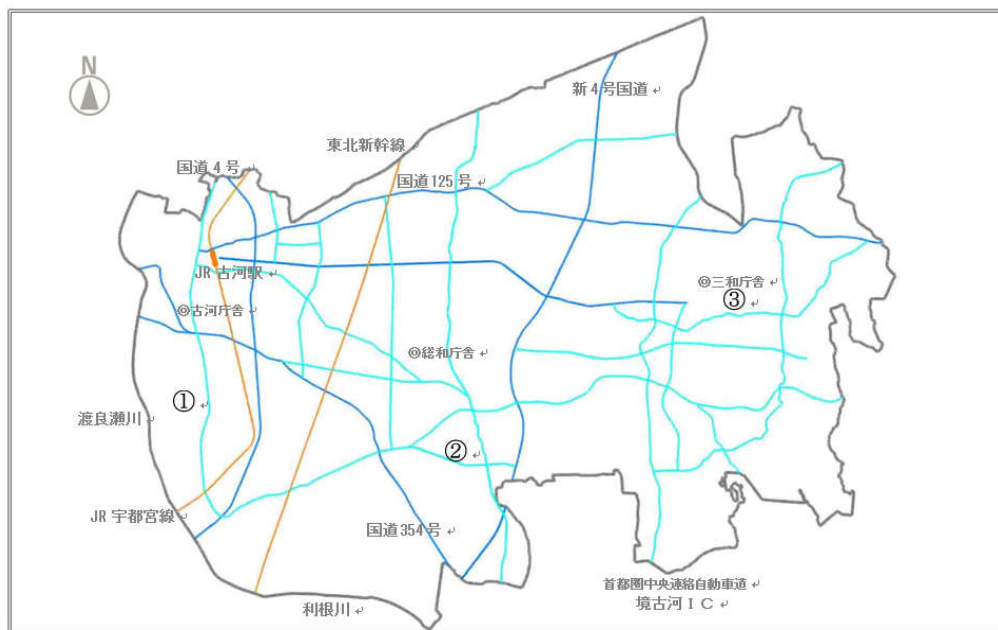 N
新4号国道
東北新幹線
国道4号
国道125号
JR古河駅
◎三和庁舎
③
◎古河庁舎
◎総和庁舎
①
渡良瀬川
②
JR宇都宮線
国道354号
首都圏中央連絡自動車道
境古河ＩＣ
利根川